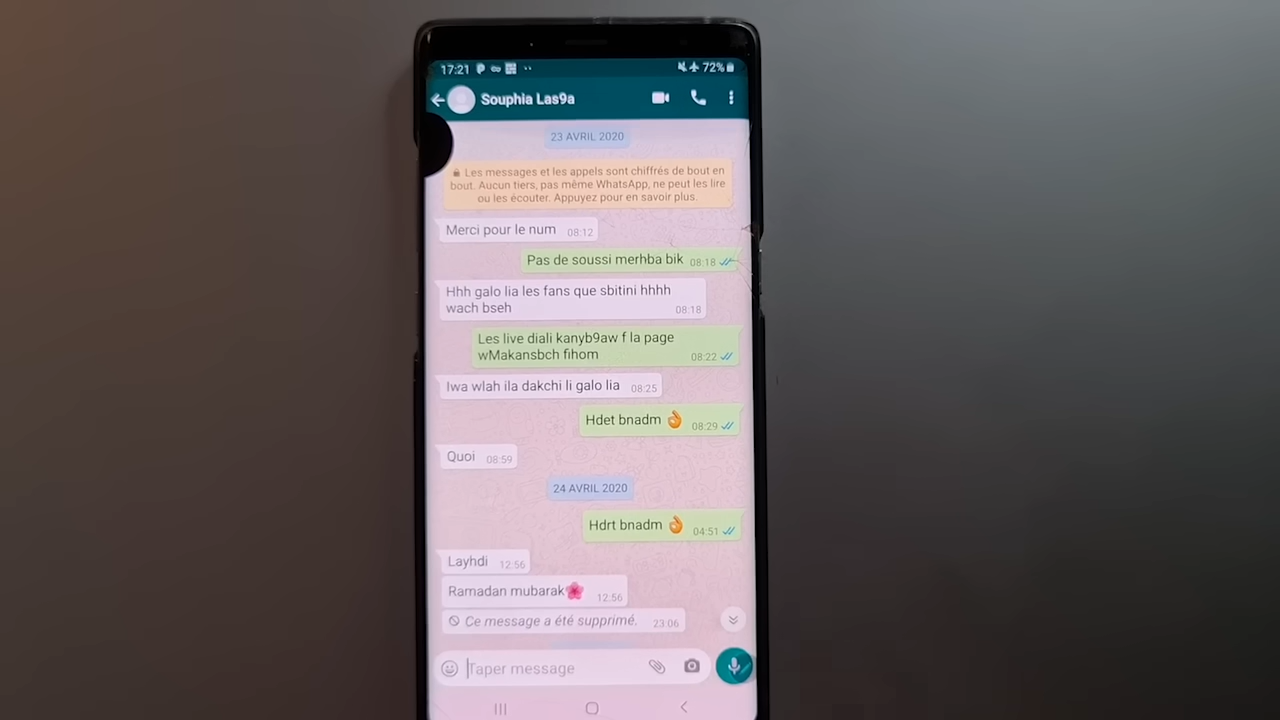 17:21 72%
Souphia Las9a
23 AVRIL 2020
Les messages et les appels sont chiffrés de bout en
bout. Aucun tiers, pas même WhatsApp, ne peut les lire
ou les écouter. Appuyez pour en savoir plus.
Merci pour le num 08:12
Pas de soussi merhba bik 08:18
Hhh galo lia les fans que sbitini hhhh
wach bseh 08:18
Les live diali kanyb9aw f la page
wMakansbch fihom 08:22
Iwa wlah ila dakchi li galo lia 08:25
Hdet bnadm 👌 08:29
Quoi 08:59
24 AVRIL 2020
Hdrt bnadm 👌 04:51
Layhdi 12:56
Ramadan mubarak🌸 12:56
Ce message a été supprimé. 23:06
Taper message